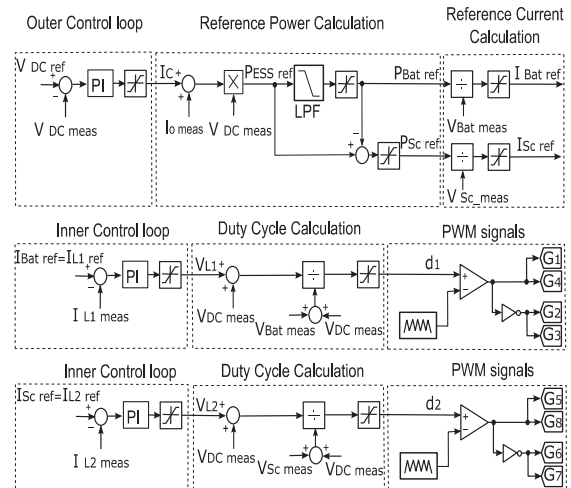 Outer Control loop
Reference Power Calculation
Reference Current Calculation
V DC ref
+
−
PI
V DC meas
IC +
+
Io meas
X
V DC meas
PESS ref
LPF
PBat ref
−
+
PSc ref
÷
I Bat ref
VBat meas
÷
ISc ref
V Sc_meas
Inner Control loop
Duty Cycle Calculation
PWM signals
IBat ref=IL1 ref
+
−
PI
I L1 meas
VL1 +
+
VDC meas
÷
VBat meas
+
+
VDC meas
d1
+
−
G1
G4
G2
G3
Inner Control loop
Duty Cycle Calculation
PWM signals
ISc ref=IL2 ref
+
−
PI
I L2 meas
VL2 +
+
VDC meas
÷
VSc meas
+
+
VDC meas
d2
+
−
G5
G8
G6
G7